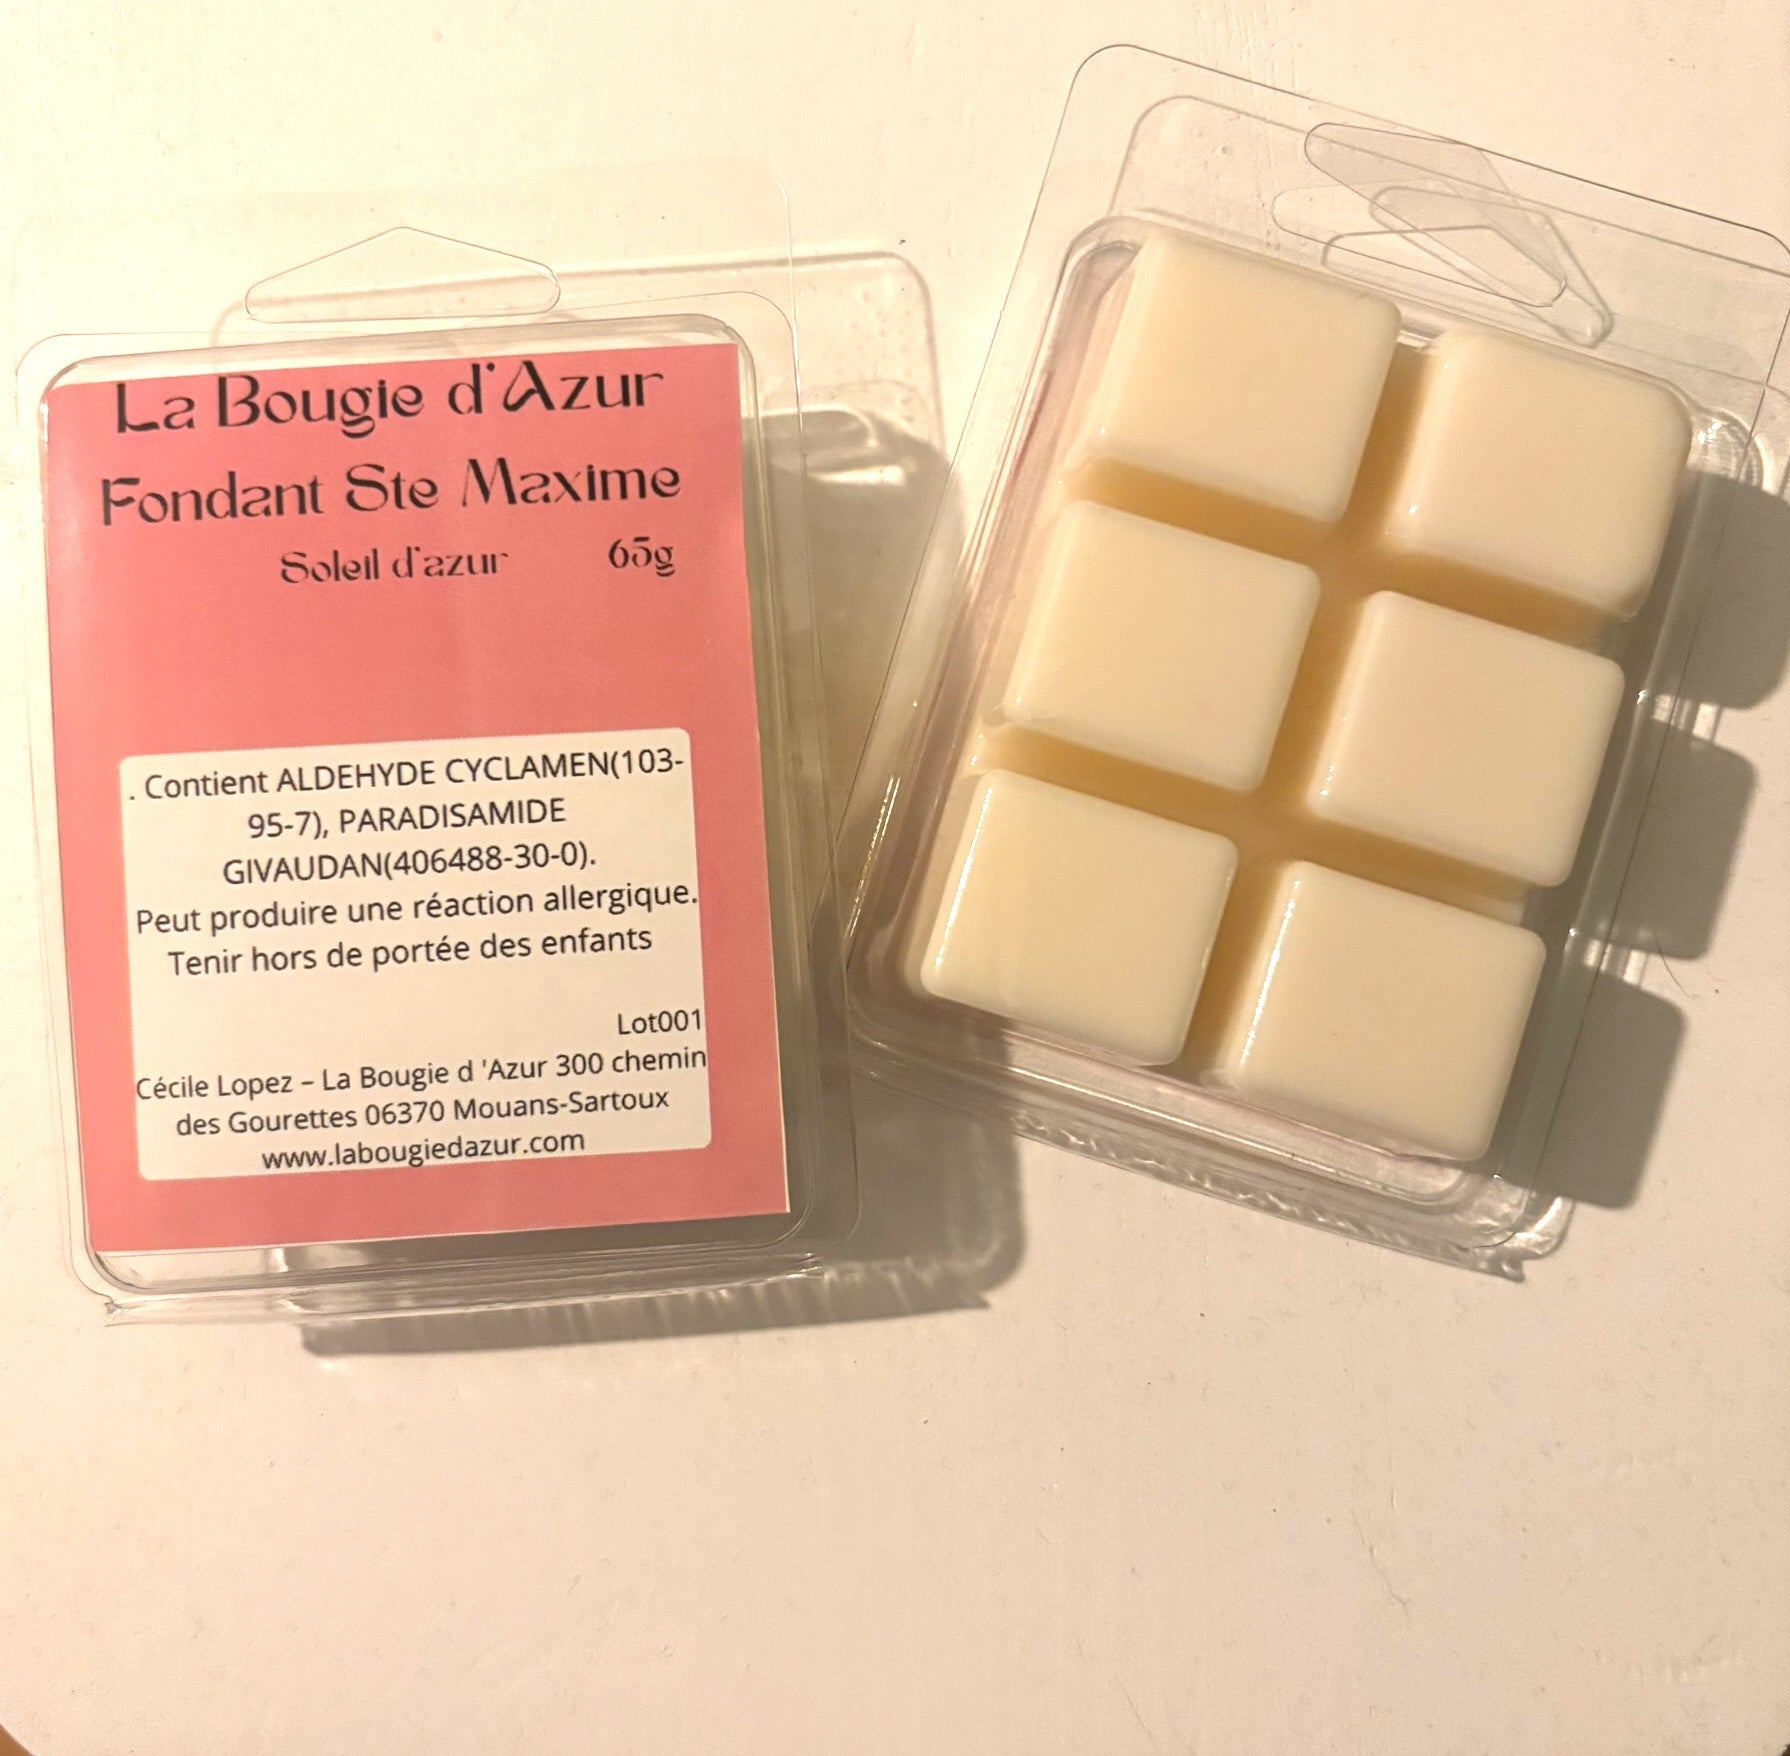 La Bougie d'Azur
Fondant Ste Maxime
Soleil d'azur 65g
. Contient ALDEHYDE CYCLAMEN(103-
95-7), PARADISAMIDE
GIVAUDAN(406488-30-0).
Peut produire une réaction allergique.
Tenir hors de portée des enfants
Lot001
Cécile Lopez – La Bougie d 'Azur 300 chemin
des Gourettes 06370 Mouans-Sartoux
www.labougiedazur.com